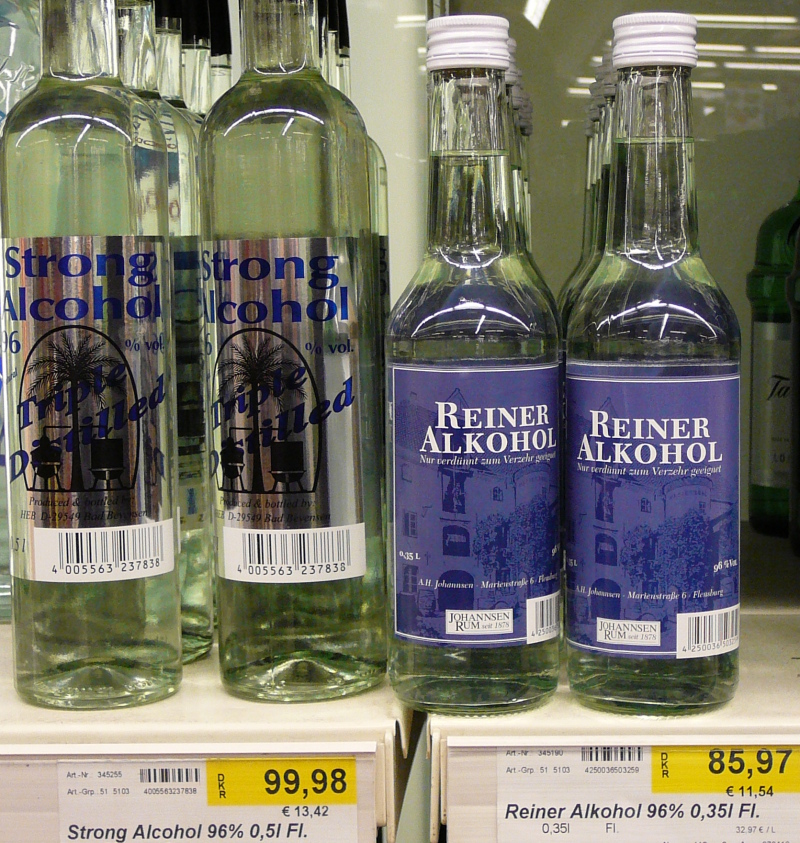 Strong
Alcohol
96 % vol.
Triple
Distilled
Produced & bottled by:
HEB D-29549 Bad Bevensen
5 l
4 005563 237838
Strong
Alcohol
6 % vol.
Triple
Distilled
Produced & bottled by:
HEB D-29549 Bad Bevensen
4 005563 237838
REINER
ALKOHOL
Nur verdünnt zum Verzehr geeignet
0,35 L 96
A.H. Johannsen - Marienstraße 6 - Flensburg
JOHANNSEN
RUM seit 1878
REINER
ALKOHOL
Nur verdünnt zum Verzehr geeignet
96 %Vol.
A.H. Johannsen - Marienstraße 6 - Flensburg
JOHANNSEN
RUM seit 1878
Art.-Nr. 345255
Art.-Grp. 51 5103 4005563237838
DKR
99,98
€ 13,42
Strong Alcohol 96% 0,5l Fl.
Art.-Nr. 345190
Art.-Grp. 51 5103 4250036503259
DKR
85,97
€ 11,54
Reiner Alkohol 96% 0,35l Fl.
0,35l Fl. 32.97 € / L